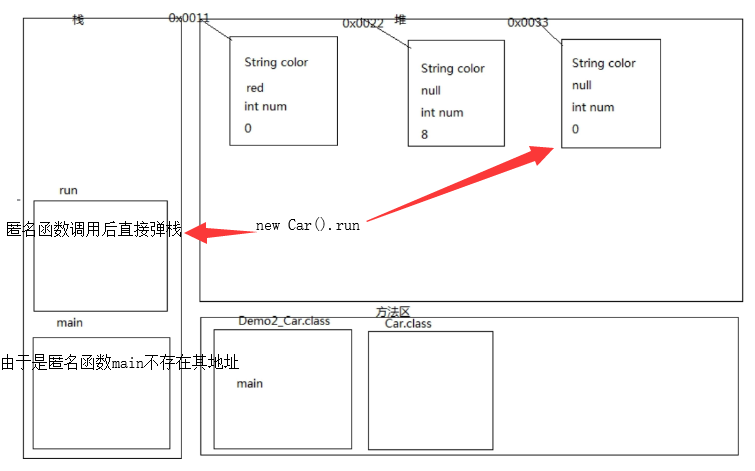 栈
0x0011
0x0022
堆
0x0033
String color
red
int num
0
String color
null
int num
8
String color
null
int num
0
run
匿名函数调用后直接弹栈
new Car().run
main
由于是匿名函数main不存在其地址
方法区
Demo2_Car.class
Car.class
main